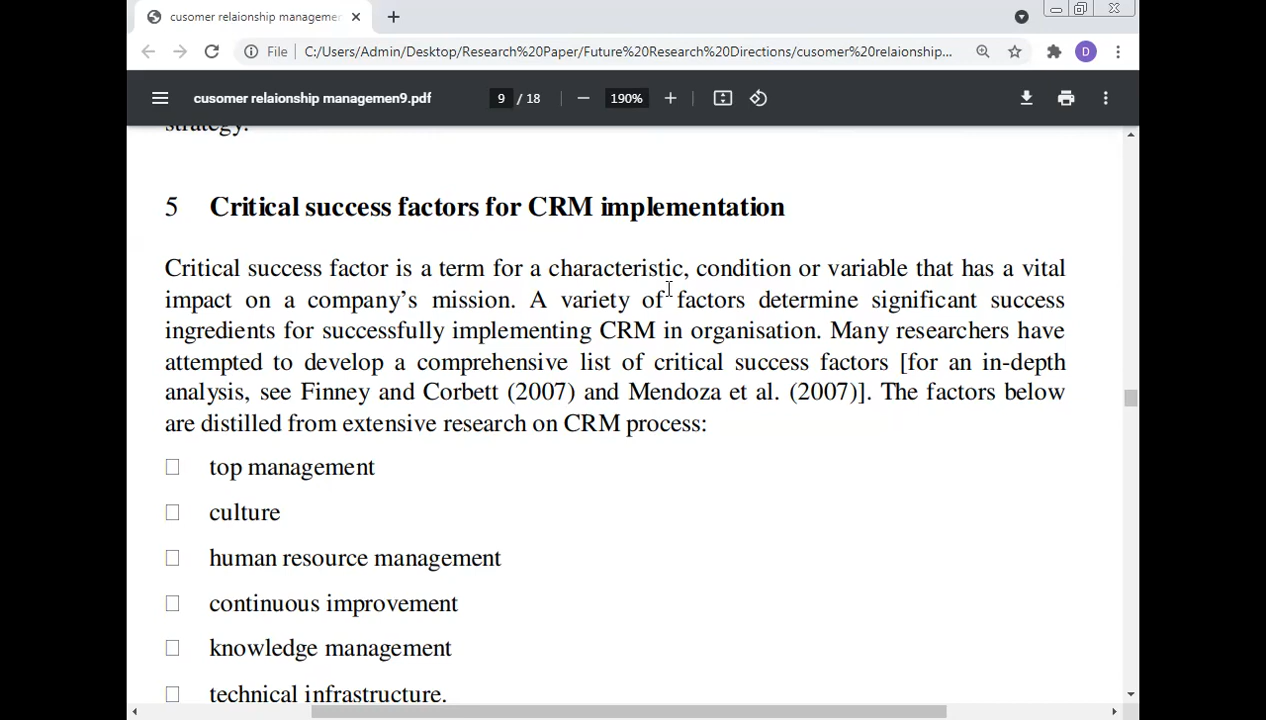 cusomer relaionship managemer
File C:/Users/Admin/Desktop/Research%20Paper/Future%20Research%20Directions/cusomer%20relaionship... D
cusomer relaionship managemen9.pdf 9 / 18 190%
strategy.
5 Critical success factors for CRM implementation
Critical success factor is a term for a characteristic, condition or variable that has a vital
impact on a company’s mission. A variety of factors determine significant success
ingredients for successfully implementing CRM in organisation. Many researchers have
attempted to develop a comprehensive list of critical success factors [for an in-depth
analysis, see Finney and Corbett (2007) and Mendoza et al. (2007)]. The factors below
are distilled from extensive research on CRM process:
top management
culture
human resource management
continuous improvement
knowledge management
technical infrastructure.